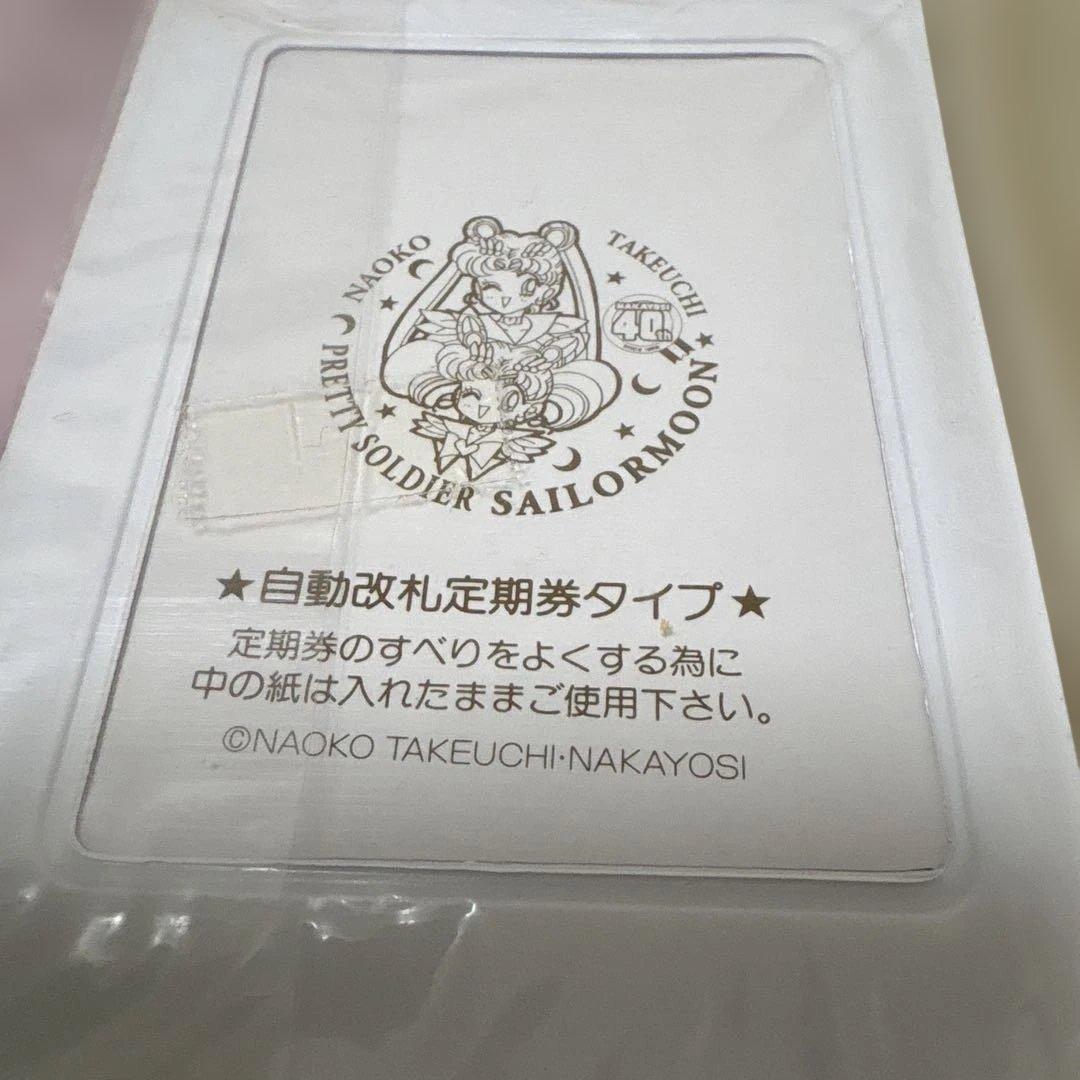 NAOKO TAKEUCHI
PRETTY SOLDIER SAILORMOON
NAKAYOSI
40th
★自動改札定期券タイプ★
定期券のすべりをよくする為に
中の紙は入れたままご使用下さい。
©NAOKO TAKEUCHI・NAKAYOSI